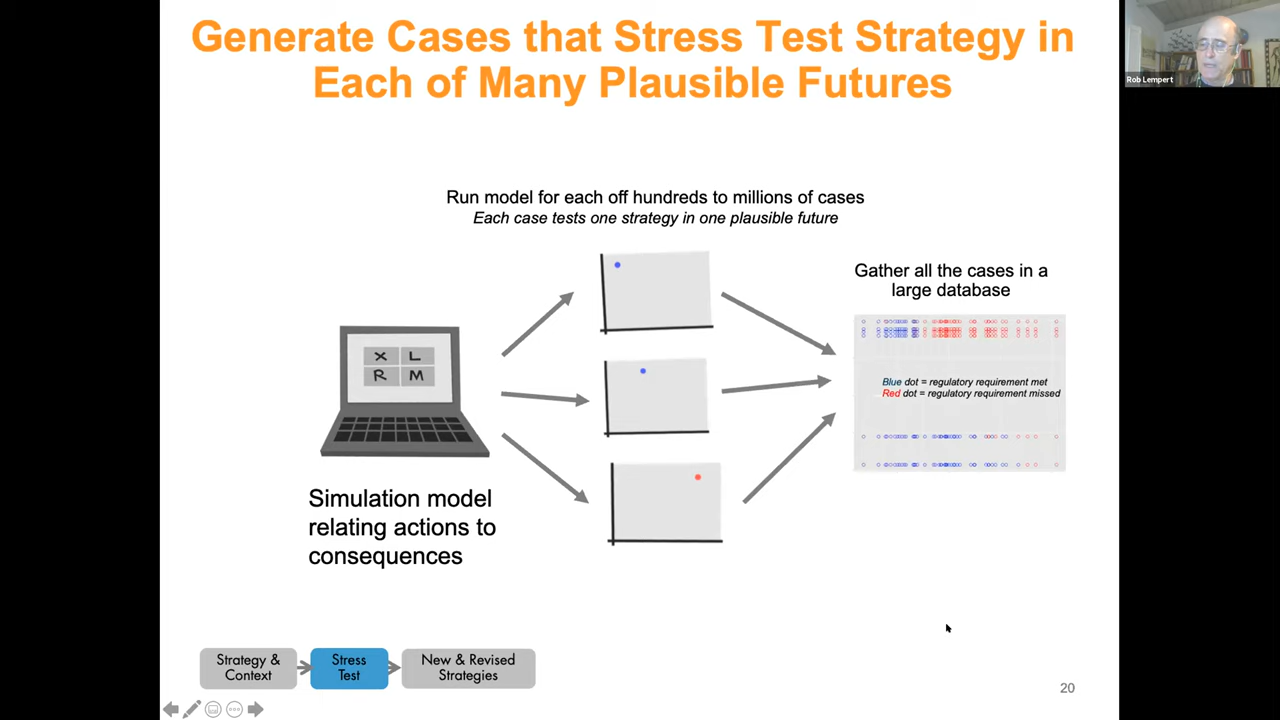 Generate Cases that Stress Test Strategy in
Each of Many Plausible Futures
Rob Lempert
Run model for each off hundreds to millions of cases
Each case tests one strategy in one plausible future
Gather all the cases in a
large database
X L
R M
Blue dot = regulatory requirement met
Red dot = regulatory requirement missed
Simulation model
relating actions to
consequences
Strategy &
Context
Stress
Test
New & Revised
Strategies
20